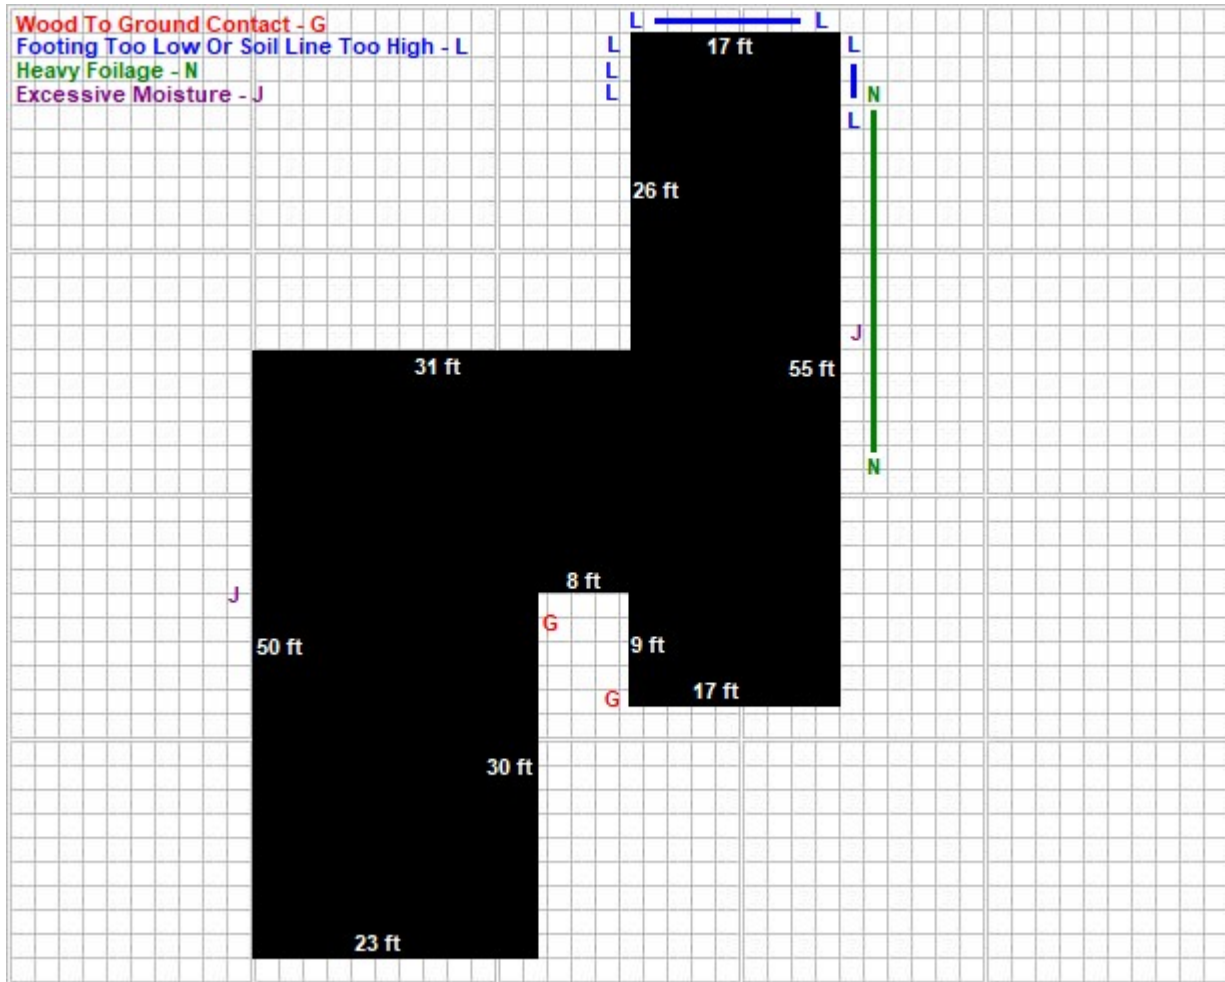 Wood To Ground Contact - G
Footing Too Low Or Soil Line Too High - L
Heavy Foilage - N
Excessive Moisture - J
L L
L 17 ft L
L
L N
L
26 ft
J
31 ft 55 ft
N
8 ft
J
G
50 ft 9 ft
G 17 ft
30 ft
23 ft